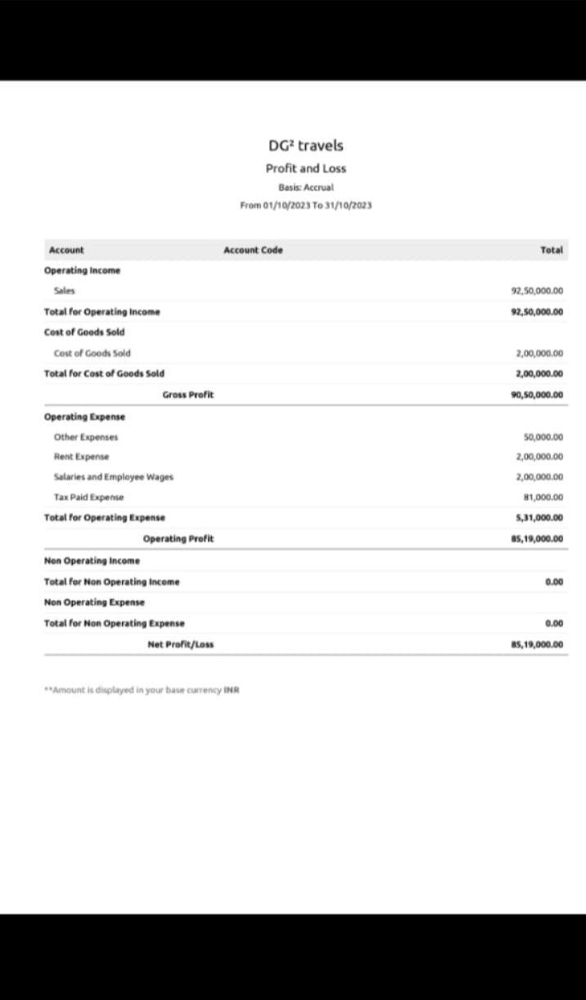 DG² travels
Profit and Loss
Basis: Accrual
From 01/10/2023 To 31/10/2023
Account Account Code Total
Operating Income
Sales 92,50,000.00
Total for Operating Income 92,50,000.00
Cost of Goods Sold
Cost of Goods Sold 2,00,000.00
Total for Cost of Goods Sold 2,00,000.00
Gross Profit 90,50,000.00
Operating Expense
Other Expenses 50,000.00
Rent Expense 2,00,000.00
Salaries and Employee Wages 2,00,000.00
Tax Paid Expense 81,000.00
Total for Operating Expense 5,31,000.00
Operating Profit 85,19,000.00
Non Operating Income
Total for Non Operating Income 0.00
Non Operating Expense
Total for Non Operating Expense 0.00
Net Profit/Loss 85,19,000.00
**Amount is displayed in your base currency INR